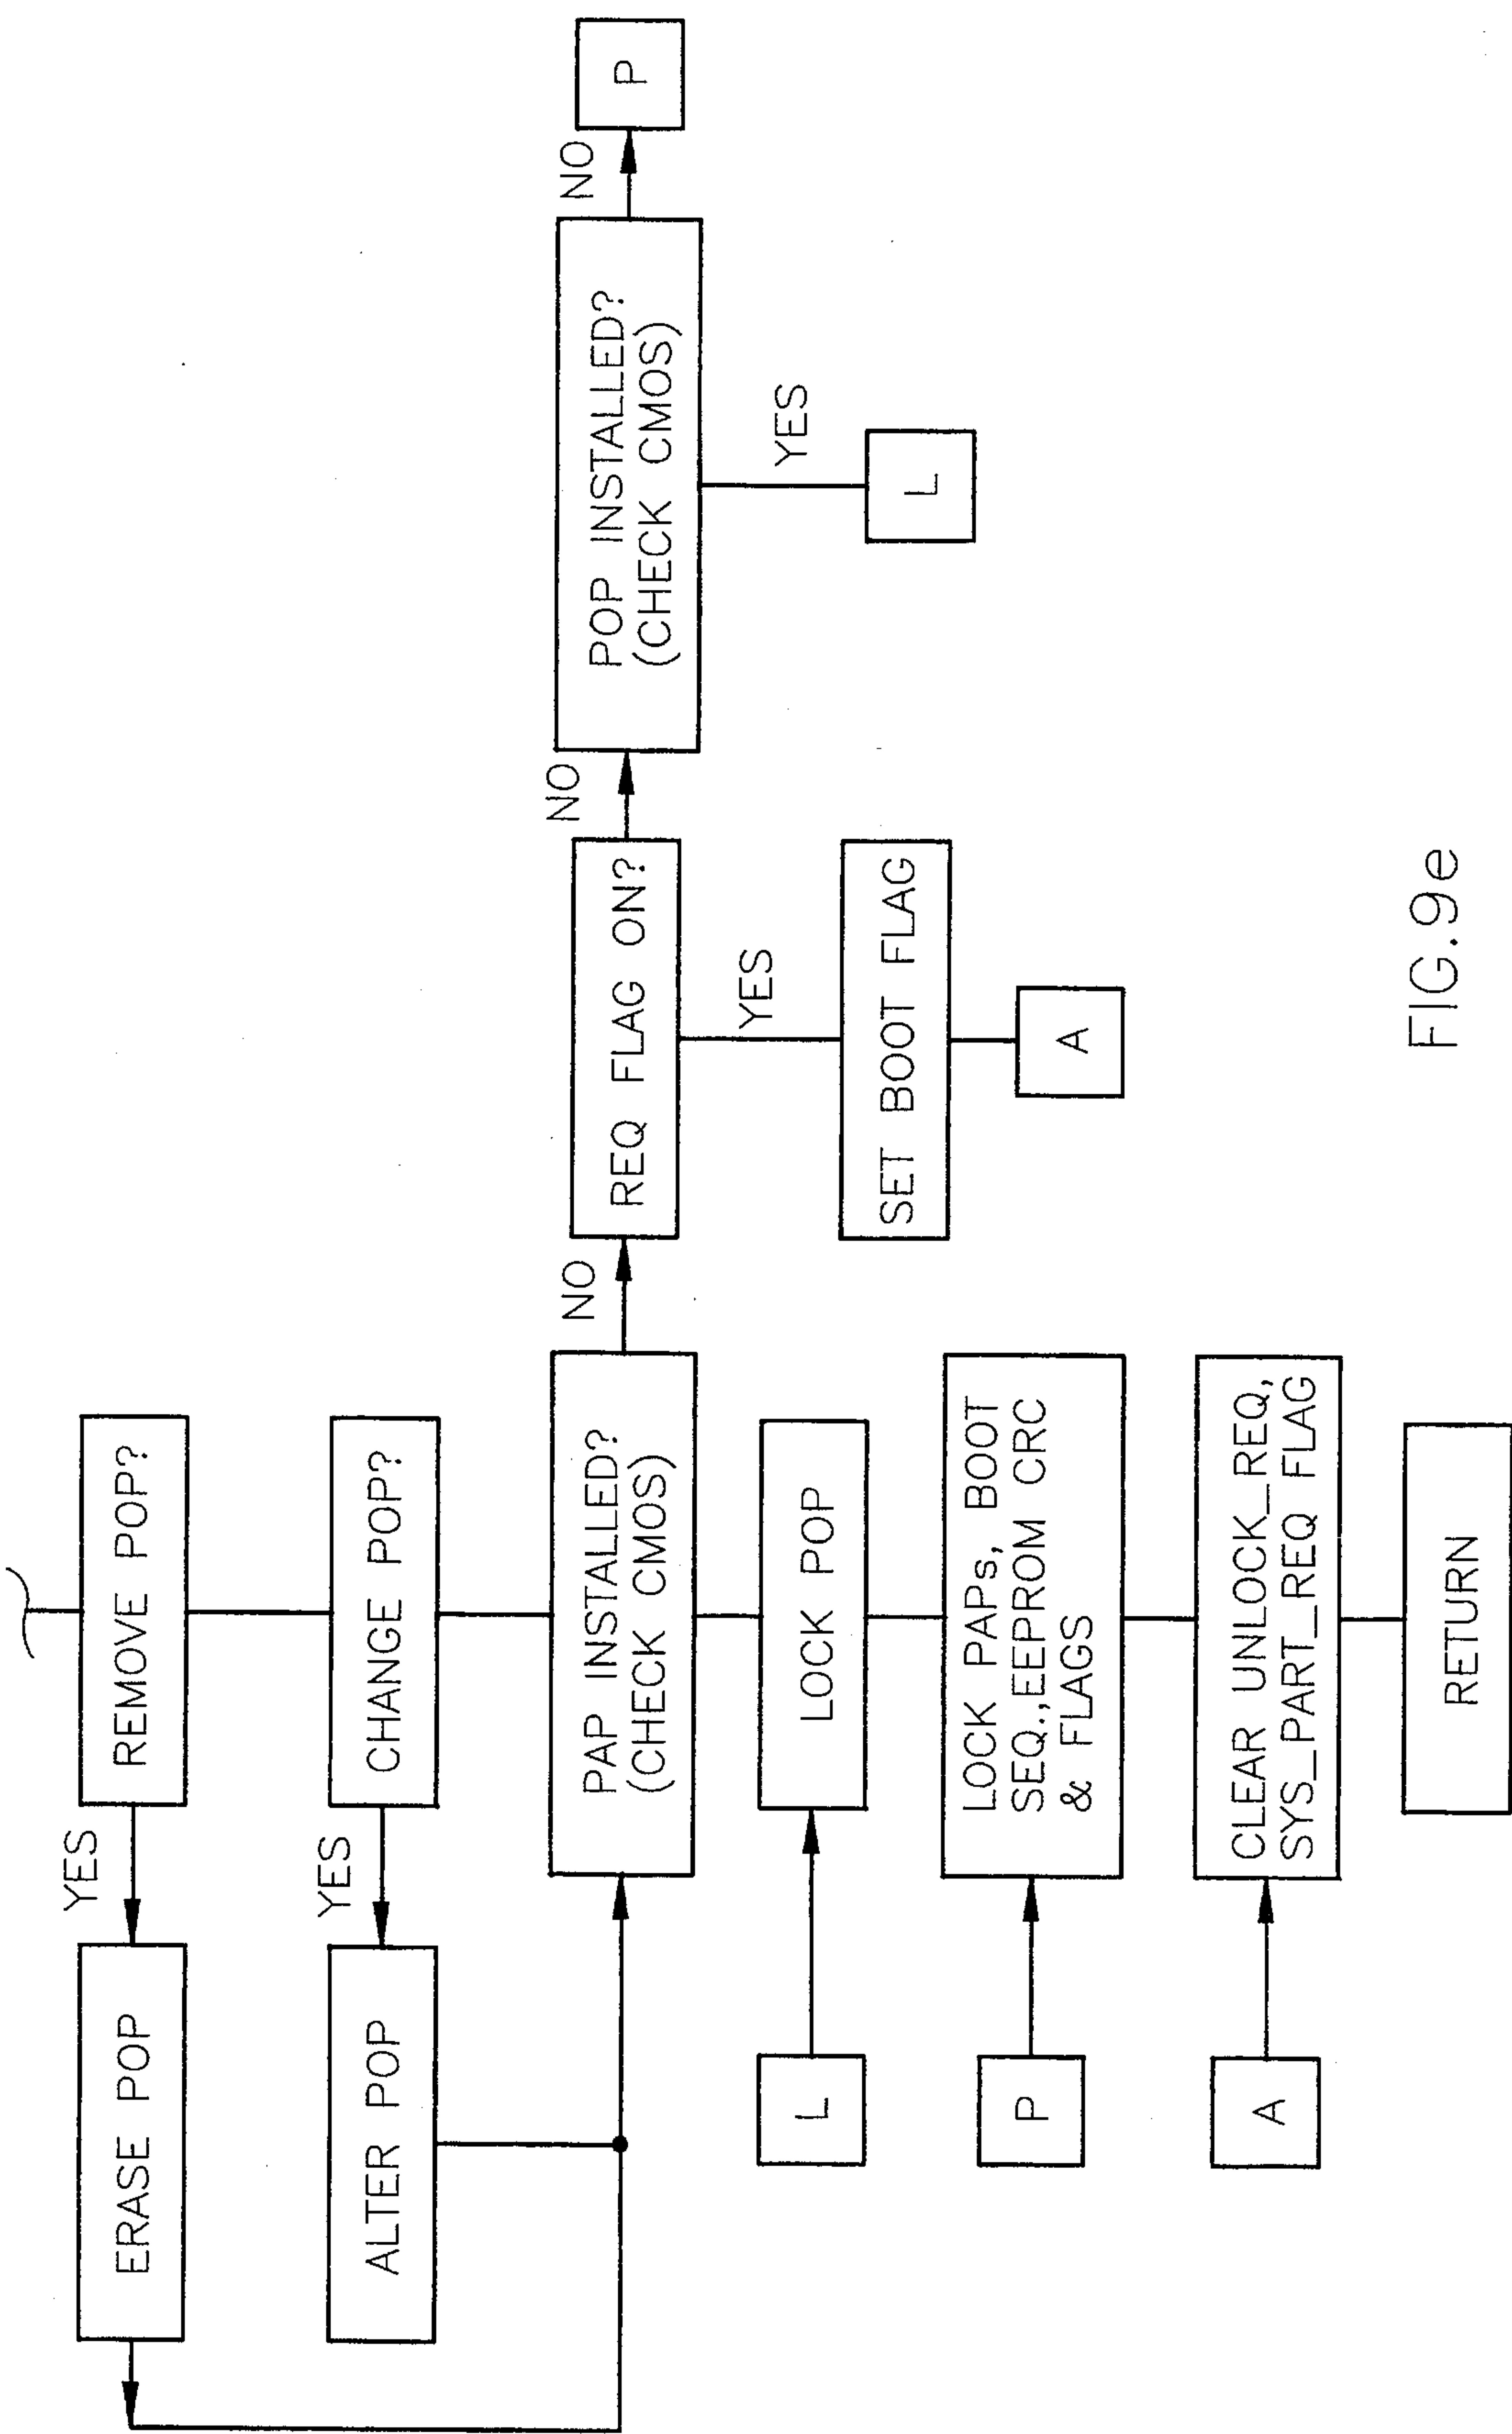 REMOVE POP?
YES
ERASE POP
CHANGE POP?
YES
ALTER POP
PAP INSTALLED?
(CHECK CMOS)
NO
REQ FLAG ON?
NO
POP INSTALLED?
(CHECK CMOS)
NO
P
YES
SET BOOT FLAG
A
YES
L
L
LOCK POP
P
LOCK PAPs, BOOT
SEQ.,EEPROM CRC
& FLAGS
A
CLEAR UNLOCK_REQ,
SYS_PART_REQ FLAG
RETURN
FIG.9e